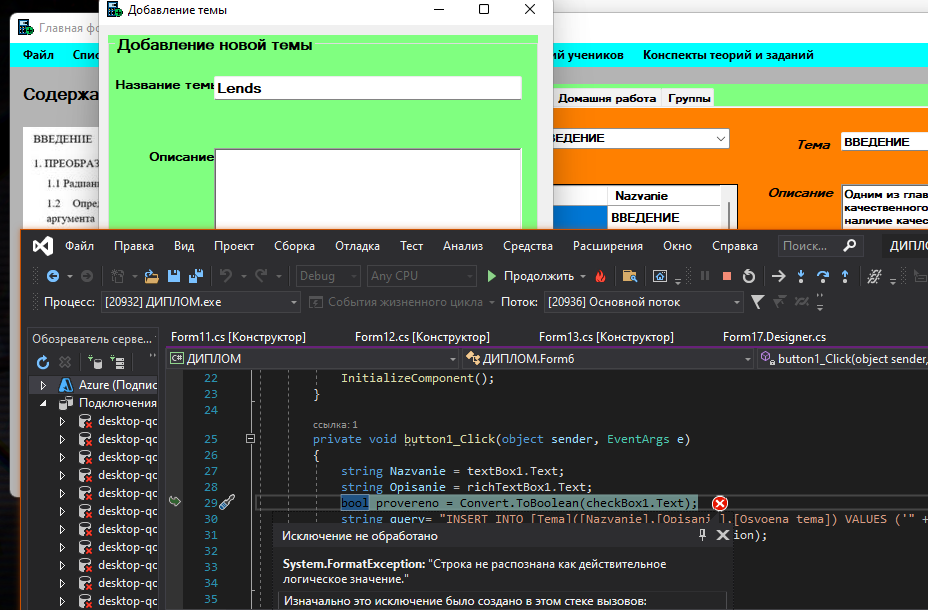 Добавление темы
Главная фо
Добавление новой темы
Файл
Спис
ий учеников
Конспекты теорий и заданий
Содержа
Название темы
Lends
Домашня работа
Группы
ВВЕДЕНИЕ
1. ПРЕОБРАЗ
1.1 Радиан
1.2 Опред
аргумента
Описание
ВЕДЕНИЕ
Тема
ВВЕДЕНИЕ
Nazvanie
ВВЕДЕНИЕ
Описание
Одним из глав
качественного
наличие качес
Файл Правка Вид Проект Сборка Отладка Тест Анализ Средства Расширения Окно Справка Поиск... ДИПЛО
Debug Any CPU Продолжить
Процесс: [20932] ДИПЛОМ.exe События жизненного цикла Поток: [20936] Основной поток
Обозреватель серве...
Form11.cs [Конструктор] Form12.cs [Конструктор] Form13.cs [Конструктор] Form17.Designer.cs
C# ДИПЛОМ ДИПЛОМ.Form6 button1_Click(object sender,
Azure (Подпис
Подключения
desktop-qc
desktop-qc
desktop-qc
desktop-qc
desktop-qc
desktop-qc
desktop-qc
desktop-qc
desktop-qc
desktop-qc
desktop-qc
22 InitializeComponent();
23 }
24
ссылка: 1
25 private void button1_Click(object sender, EventArgs e)
26 {
27 string Nazvanie = textBox1.Text;
28 string Opisanie = richTextBox1.Text;
29 bool provereno = Convert.ToBoolean(checkBox1.Text);
30 string query= "INSERT INTO [Tema]([Nazvanie],[Opisani ],[Osvoena tema]) VALUES ('" +
31 ion);
32
33
34
35
Исключение не обработано
System.FormatException: "Строка не распознана как действительное
логическое значение."
Изначально это исключение было создано в этом стеке вызовов: